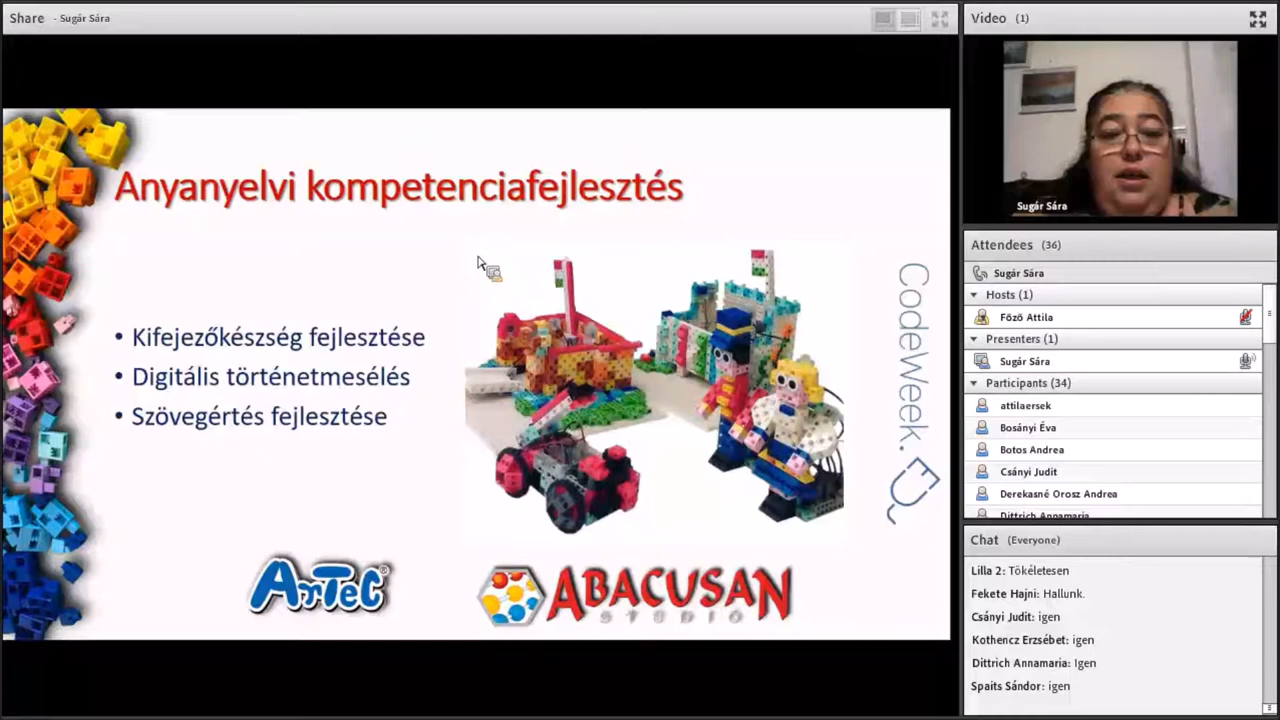 Share - Sugár Sára
Anyanyelvi kompetenciafejlesztés
• Kifejezőkészség fejlesztése
• Digitális történetmesélés
• Szövegértés fejlesztése
CodeWeek.
ArTec®
ABACUSAN
STUDIO
Video (1)
Sugár Sára
Attendees (36)
Sugár Sára
Hosts (1)
Főző Attila
Presenters (1)
Sugár Sára
Participants (34)
attilaersek
Bosányi Éva
Botos Andrea
Csányi Judit
Derekasné Orosz Andrea
Dittrich Annamaria
Chat (Everyone)
Lilla 2: Tökéletesen
Fekete Hajni: Hallunk.
Csányi Judit: igen
Kothencz Erzsébet: igen
Dittrich Annamaria: Igen
Spaits Sándor: igen